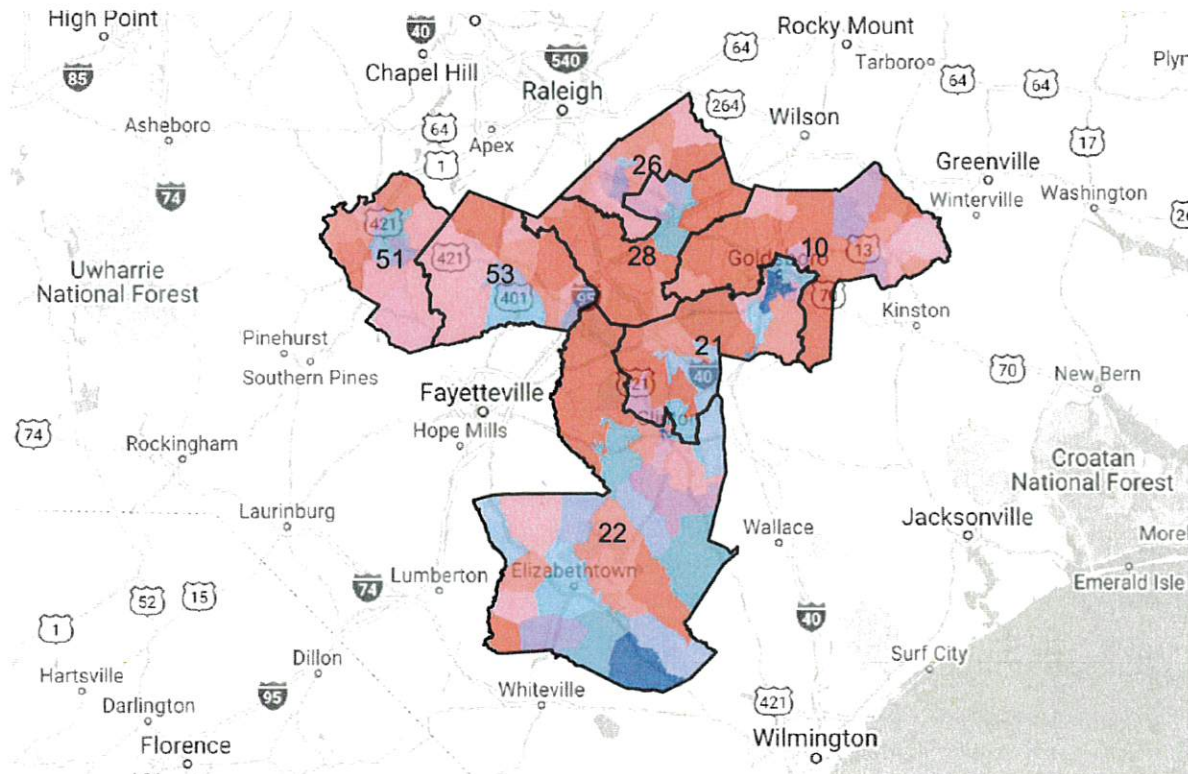 High Point
40
Rocky Mount
64
Tarboro
Plyn
85
Chapel Hill
540
64
64
Raleigh
264
Asheboro
64
Wilson
17
1
Apex
26
Greenville
74
Winterville
Washington
421
10
13
51
421
53
28
Uwharrie
National Forest
401
95
70
Kinston
Pinehurst
21
Southern Pines
40
70
New Bern
Fayetteville
421
74
Hope Mills
Rockingham
Croatan
National Forest
Laurinburg
22
Wallace
Jacksonville
Morel
74
Lumberton
Elizabethtown
Emerald Isle
52
15
1
40
Dillon
Surf City
Hartsville
95
Whiteville
421
Darlington
Florence
Wilmington